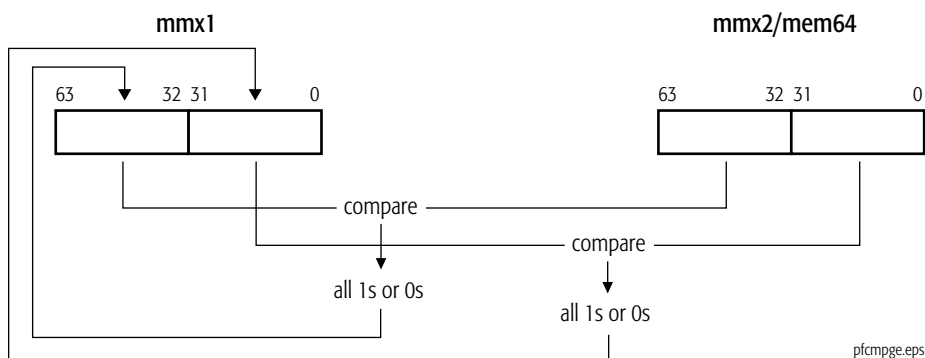 mmx1 mmx2/mem64
63 32 31 0 63 32 31 0
compare
compare
all 1s or 0s
all 1s or 0s
pfcmpge.eps